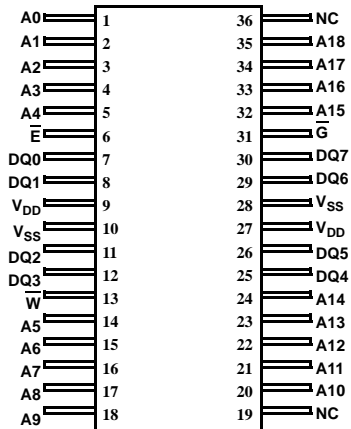 A0 1 36 NC
A1 2 35 A18
A2 3 34 A17
A3 4 33 A16
A4 5 32 A15
E̅ 6 31 G̅
DQ0 7 30 DQ7
DQ1 8 29 DQ6
VDD 9 28 VSS
VSS 10 27 VDD
DQ2 11 26 DQ5
DQ3 12 25 DQ4
W̅ 13 24 A14
A5 14 23 A13
A6 15 22 A12
A7 16 21 A11
A8 17 20 A10
A9 18 19 NC